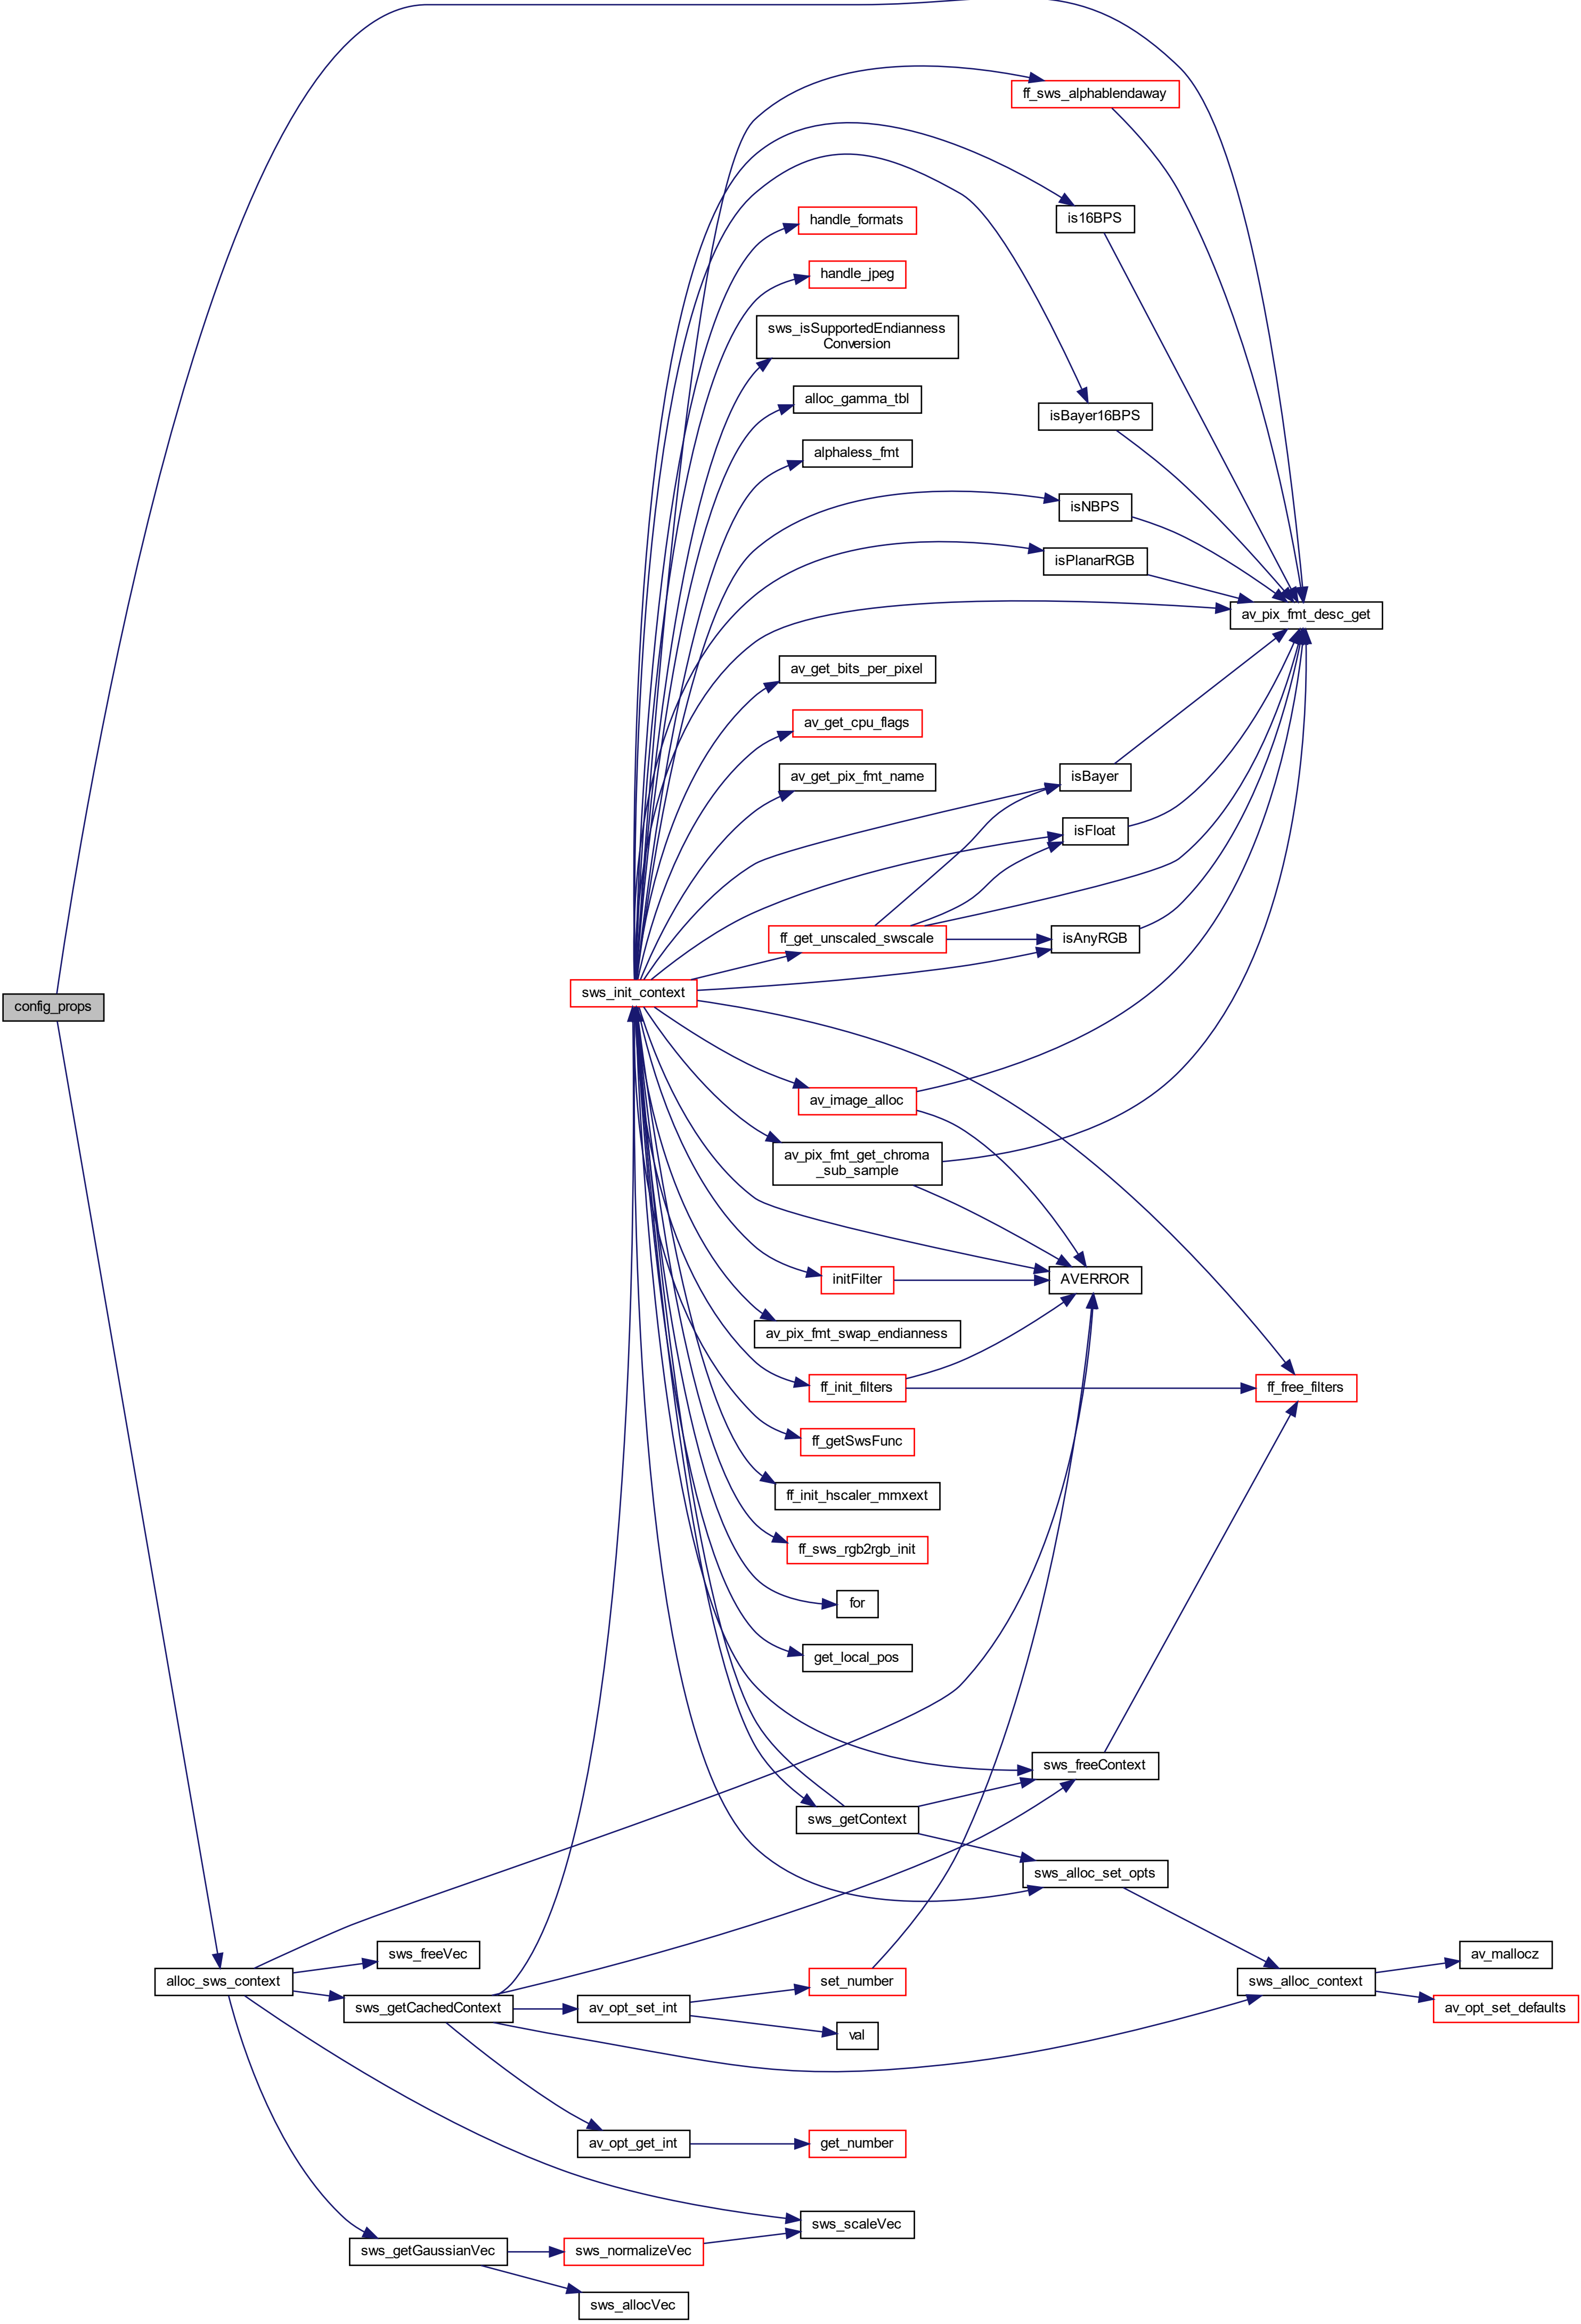 ff_sws_alphablendaway
is16BPS
handle_formats
handle_jpeg
sws_isSupportedEndianness
Conversion
alloc_gamma_tbl
isBayer16BPS
alphaless_fmt
isNBPS
isPlanarRGB
av_pix_fmt_desc_get
av_get_bits_per_pixel
av_get_cpu_flags
av_get_pix_fmt_name
isBayer
isFloat
ff_get_unscaled_swscale
isAnyRGB
sws_init_context
config_props
av_image_alloc
av_pix_fmt_get_chroma
_sub_sample
initFilter
AVERROR
av_pix_fmt_swap_endianness
ff_init_filters
ff_free_filters
ff_getSwsFunc
ff_init_hscaler_mmxext
ff_sws_rgb2rgb_init
for
get_local_pos
sws_freeContext
sws_getContext
sws_alloc_set_opts
sws_freeVec
av_mallocz
alloc_sws_context
set_number
sws_alloc_context
sws_getCachedContext
av_opt_set_int
av_opt_set_defaults
val
av_opt_get_int
get_number
sws_scaleVec
sws_getGaussianVec
sws_normalizeVec
sws_allocVec